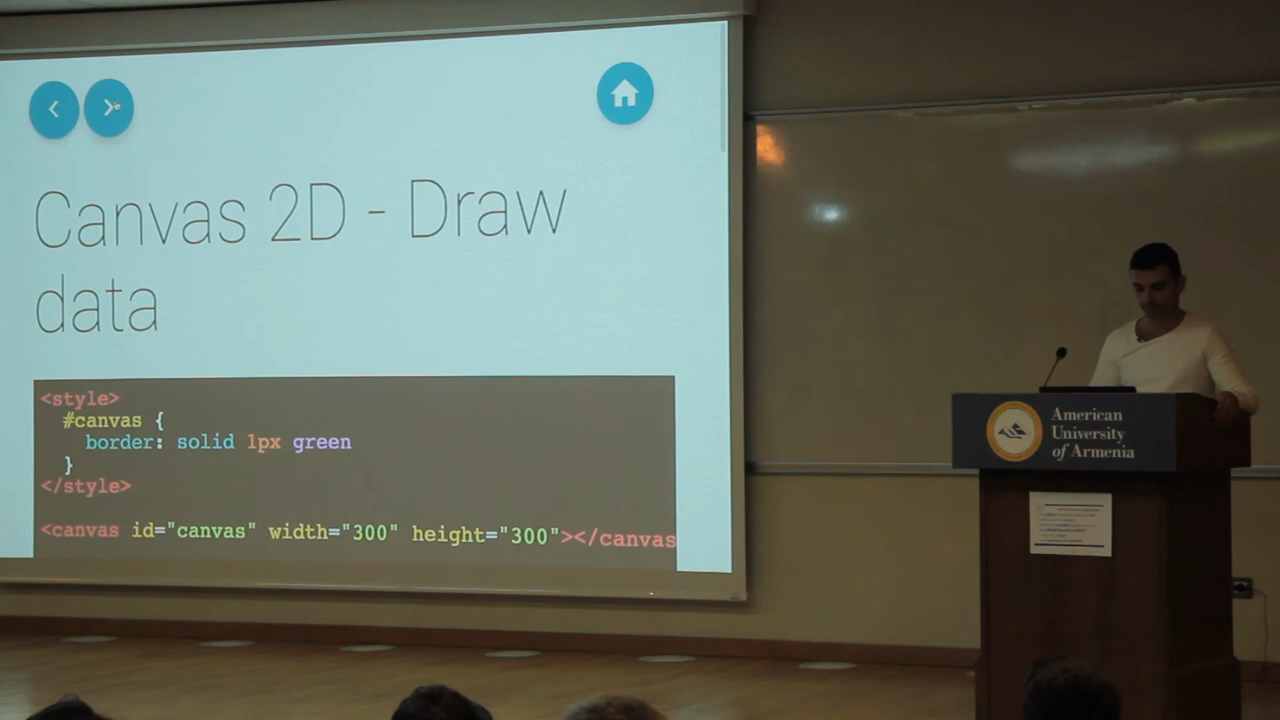 Canvas 2D - Draw
data
<style>
#canvas {
border: solid 1px green
}
</style>
<canvas id="canvas" width="300" height="300"></canvas
American
University
of Armenia